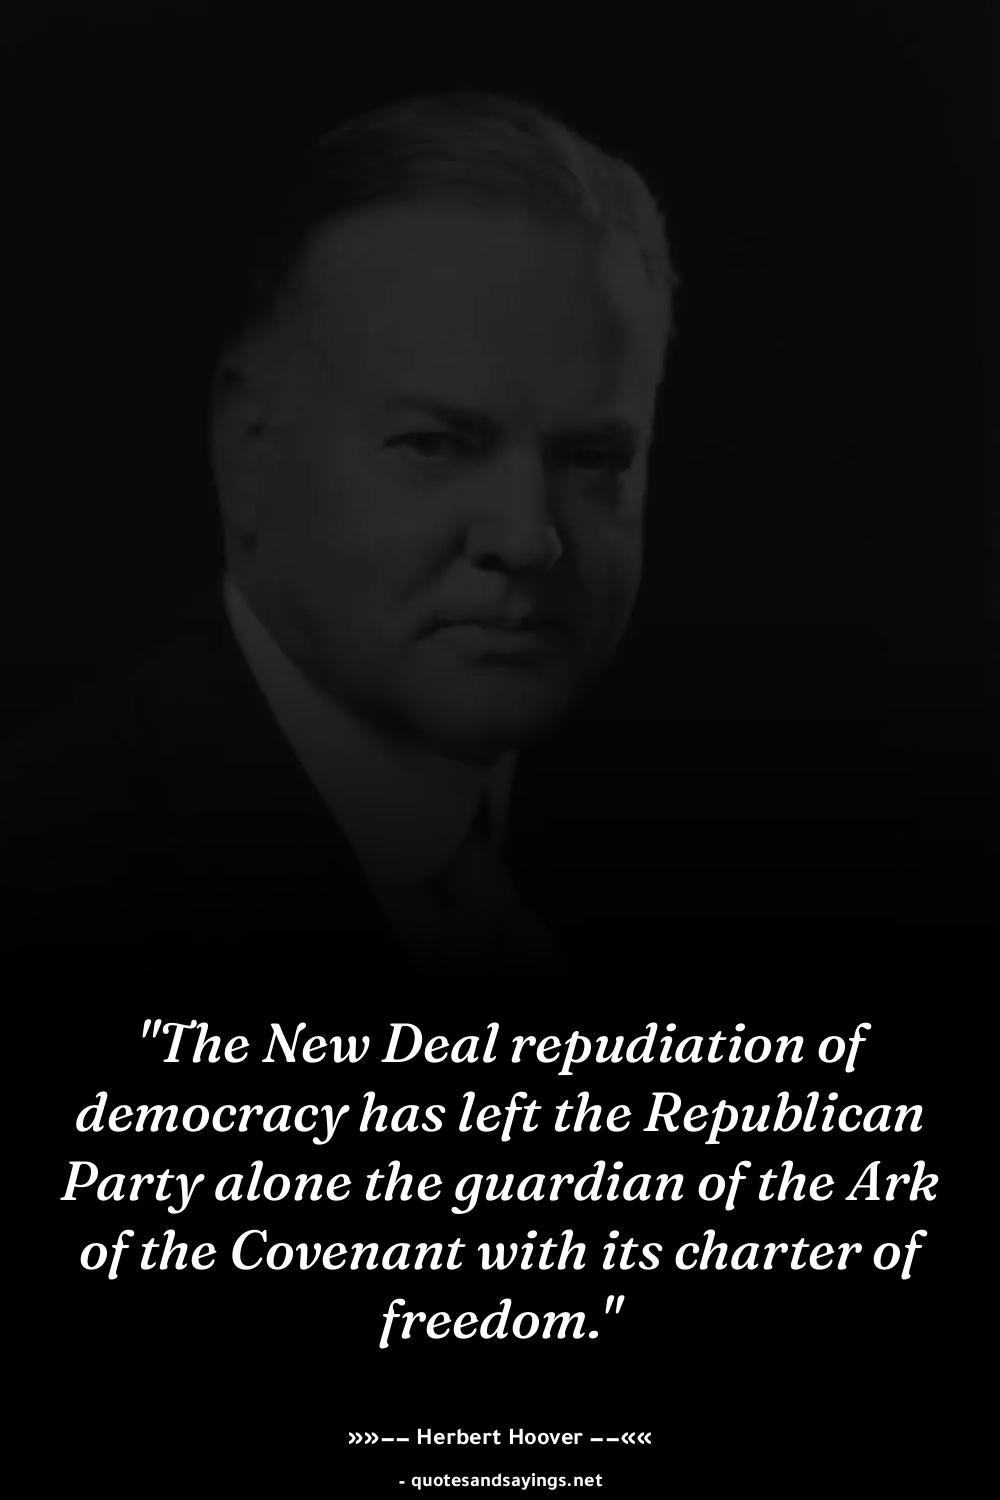 "The New Deal repudiation of
democracy has left the Republican
Party alone the guardian of the Ark
of the Covenant with its charter of
freedom."
»»−− Herbert Hoover −−««
- quotesandsayings.net